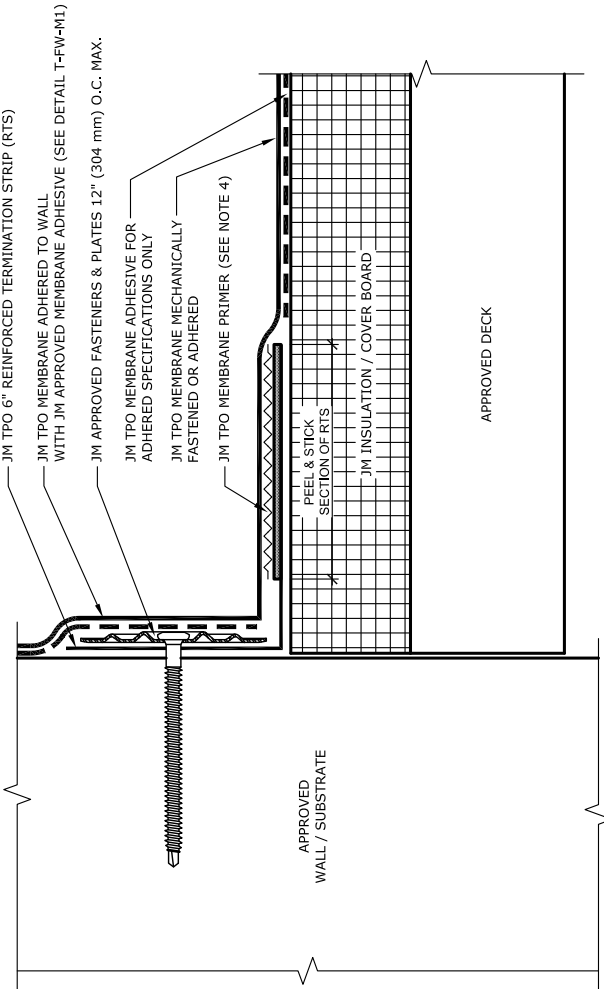 JM TPO 6" REINFORCED TERMINATION STRIP (RTS)
JM TPO MEMBRANE ADHERED TO WALL
WITH JM APPROVED MEMBRANE ADHESIVE (SEE DETAIL T-FW-M1)
JM APPROVED FASTENERS & PLATES 12" (304 mm) O.C. MAX.
JM TPO MEMBRANE ADHESIVE FOR
ADHERED SPECIFICATIONS ONLY
JM TPO MEMBRANE MECHANICALLY
FASTENED OR ADHERED
JM TPO MEMBRANE PRIMER (SEE NOTE 4)
PEEL & STICK
SECTION OF RTS
JM INSULATION / COVER BOARD
APPROVED DECK
APPROVED
WALL / SUBSTRATE